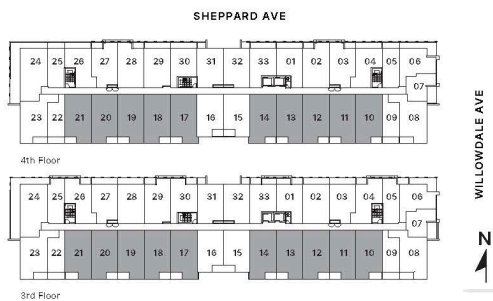 SHEPPARD AVE
24 25 26 27 28 29 30 31 32 33 01 02 03 04 05 06
07
23 22 21 20 19 18 17 16 15 14 13 12 11 10 09 08
4th Floor
WILLOWDALE AVE
24 25 26 27 28 29 30 31 32 33 01 02 03 04 05 06
07
23 22 21 20 19 18 17 16 15 14 13 12 11 10 09 08
3rd Floor
N